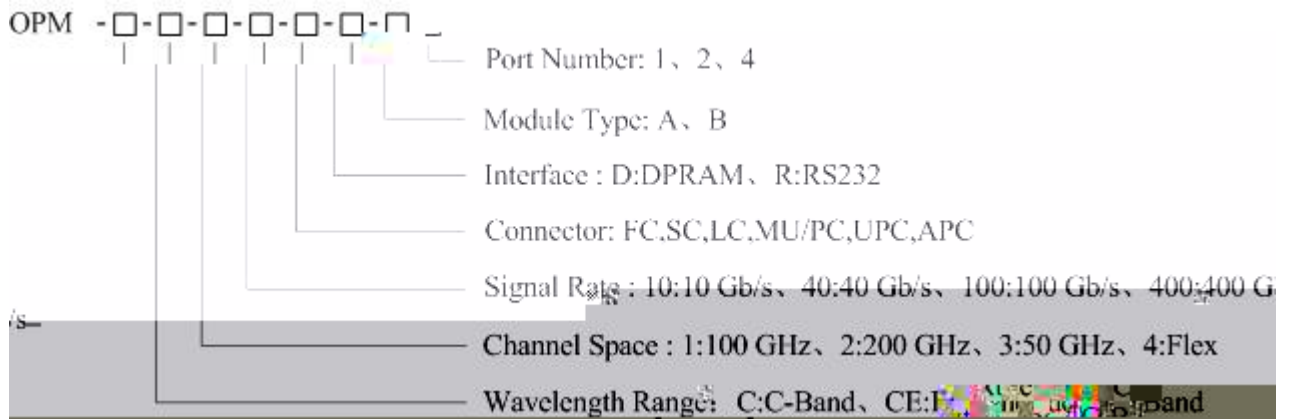 OPM -□-□-□-□-□-□-□
Port Number: 1、2、4
Module Type: A、B
Interface : D:DPRAM、R:RS232
Connector: FC,SC,LC,MU/PC,UPC,APC
Signal Rate : 10:10 Gb/s、40:40 Gb/s、100:100 Gb/s、400:400 G
/s
Channel Space : 1:100 GHz、2:200 GHz、3:50 GHz、4:Flex
Wavelength Range: C:C-Band、CE: